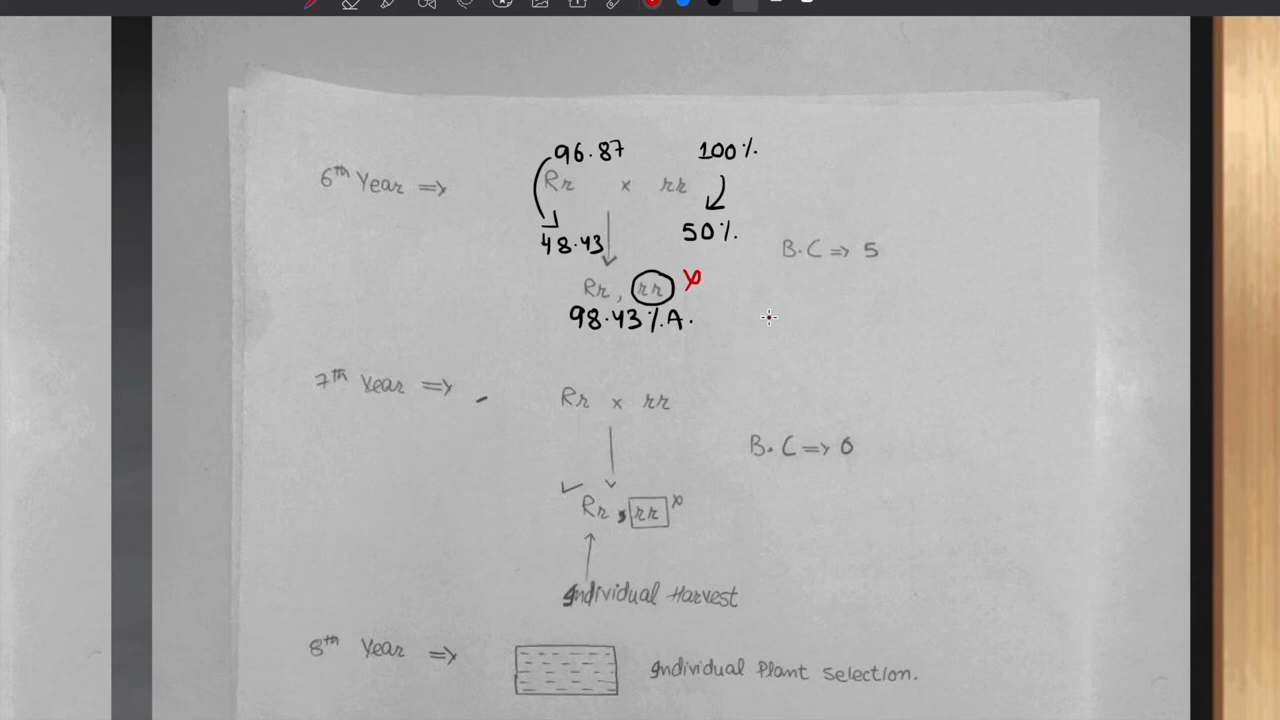 96.87 100%.
6th Year => Rr x rr
48.43 50%.
B.C => 5
Rr, rr x
98.43%.A.
7th Year => Rr x rr
B.C => 6
Rr, rr x
Individual Harvest
8th Year => Individual Plant Selection.